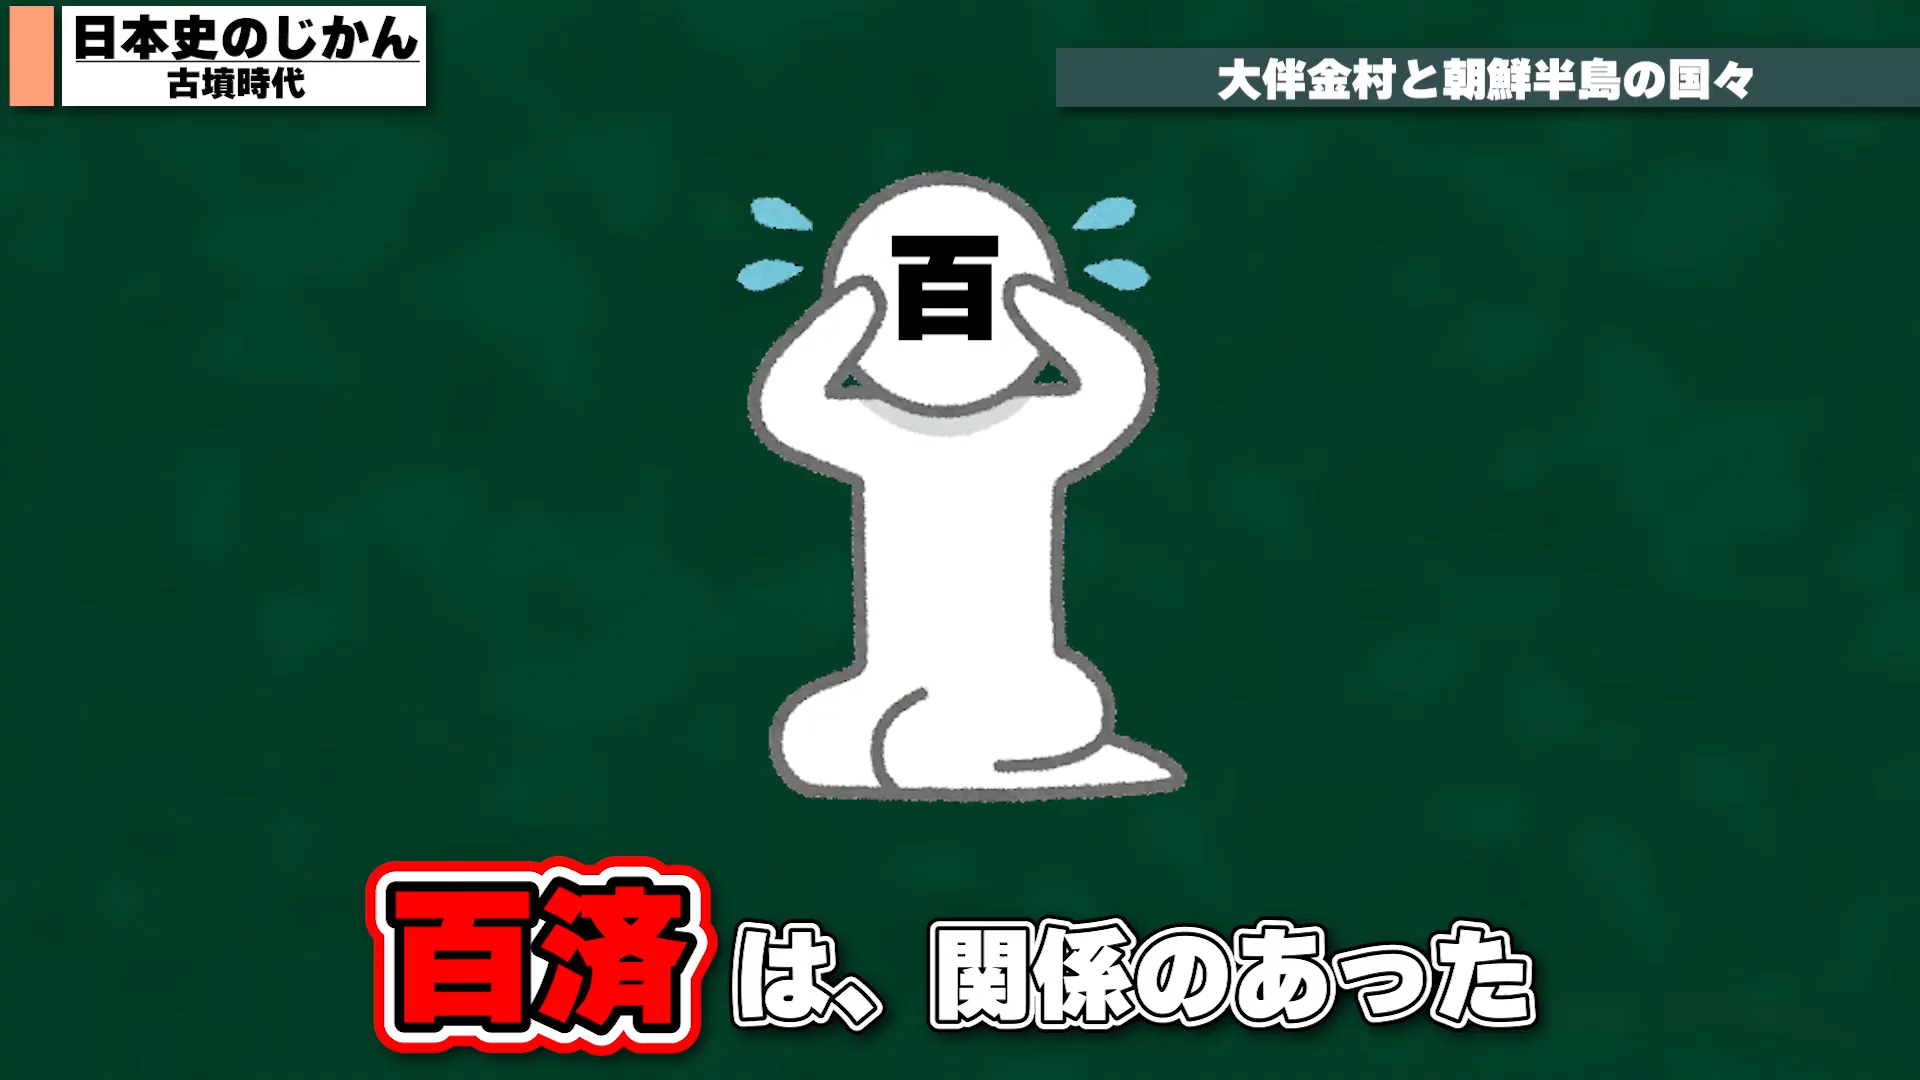 日本史のじかん
古墳時代
大伴金村と朝鮮半島の国々
百
百済は、関係のあった